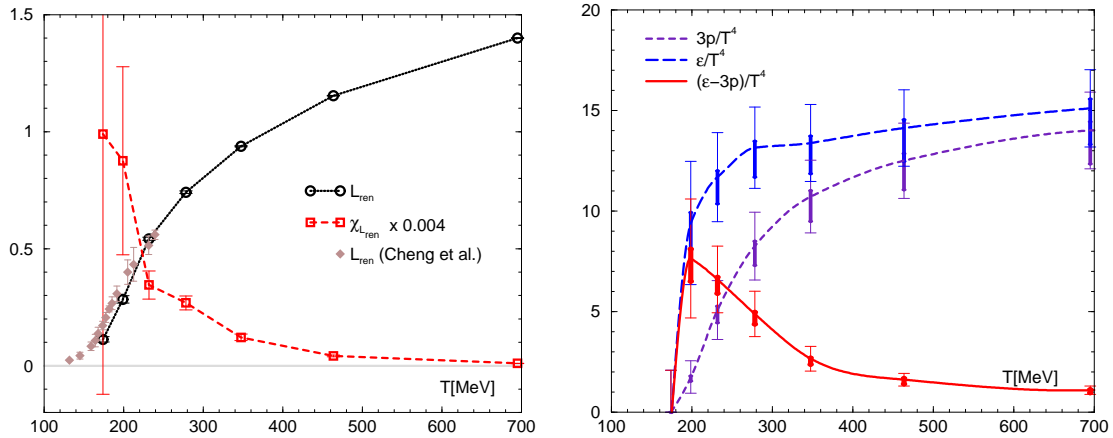 1.5
1
0.5
0
100 200 300 400 500 600 700
T[MeV]
L_ren
χ_L_ren x 0.004
L_ren (Cheng et al.)
20
15
10
5
0
100 200 300 400 500 600 700
3p/T^4
ε/T^4
(ε−3p)/T^4
T[MeV]